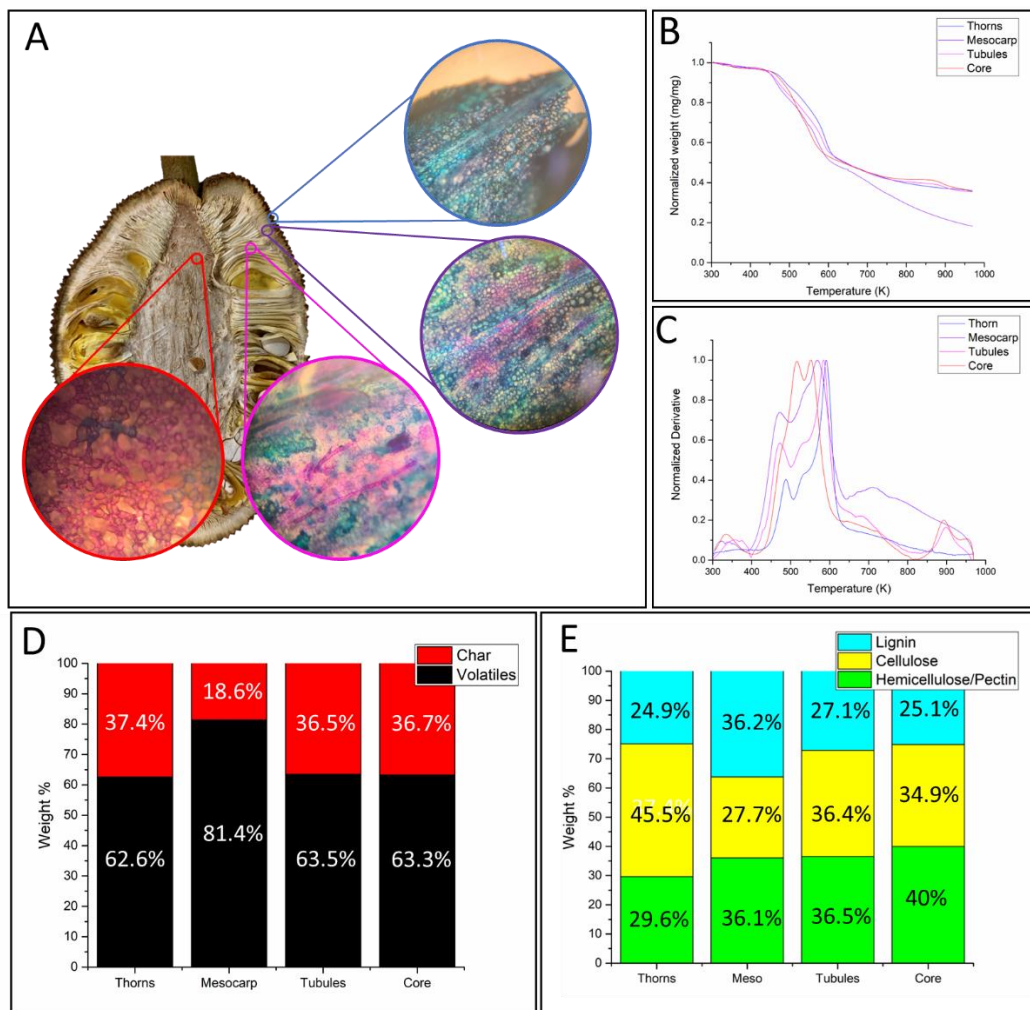 A
B
Thorns
Mesocarp
Tubules
Core
Normalized weight (mg/mg)
1.0
0.8
0.6
0.4
0.2
0.0
300 400 500 600 700 800 900 1000
Temperature (K)
C
Thorn
Mesocarp
Tubules
Core
Normalized Derivative
1.0
0.8
0.6
0.4
0.2
0.0
300 400 500 600 700 800 900 1000
Temperature (K)
D
Char
Volatiles
Weight %
100
90
80
70
60
50
40
30
20
10
0
37.4% 18.6% 36.5% 36.7%
62.6% 81.4% 63.5% 63.3%
Thorns Mesocarp Tubules Core
E
Lignin
Cellulose
Hemicellulose/Pectin
Weight %
100
90
80
70
60
50
40
30
20
10
0
24.9% 36.2% 27.1% 25.1%
45.5% 27.7% 36.4% 34.9%
29.6% 36.1% 36.5% 40%
Thorns Meso Tubules Core